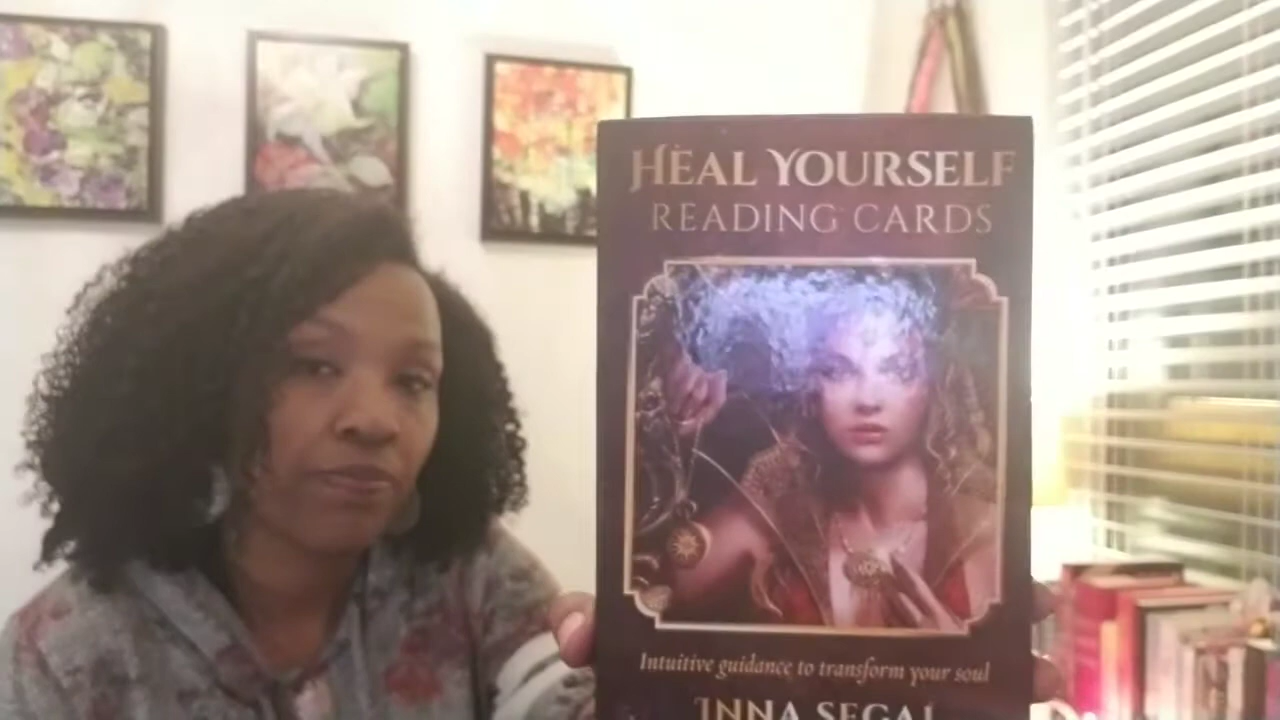 HEAL YOURSELF
READING CARDS
Intuitive guidance to transform your soul
INNA SEGAL